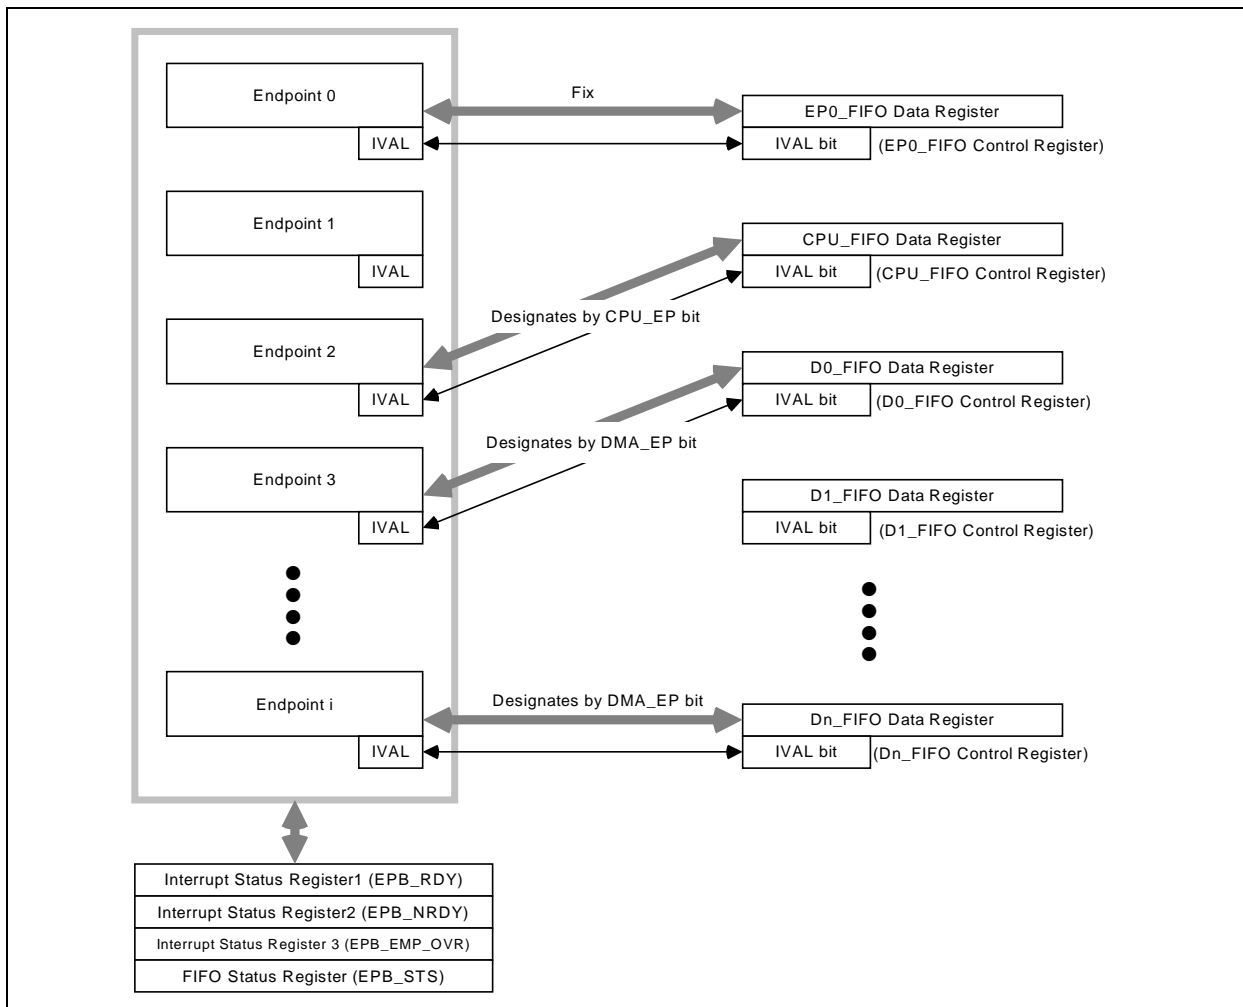 Endpoint 0
IVAL
Fix
EP0_FIFO Data Register
IVAL bit
(EP0_FIFO Control Register)
Endpoint 1
IVAL
CPU_FIFO Data Register
IVAL bit
(CPU_FIFO Control Register)
Designates by CPU_EP bit
Endpoint 2
IVAL
D0_FIFO Data Register
IVAL bit
(D0_FIFO Control Register)
Designates by DMA_EP bit
Endpoint 3
IVAL
D1_FIFO Data Register
IVAL bit
(D1_FIFO Control Register)
Endpoint i
IVAL
Designates by DMA_EP bit
Dn_FIFO Data Register
IVAL bit
(Dn_FIFO Control Register)
Interrupt Status Register1 (EPB_RDY)
Interrupt Status Register2 (EPB_NRDY)
Interrupt Status Register 3 (EPB_EMP_OVR)
FIFO Status Register (EPB_STS)